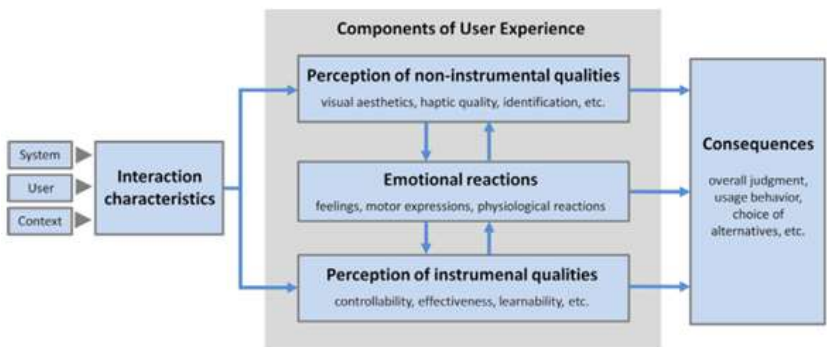 Components of User Experience
Perception of non-instrumental qualities
visual aesthetics, haptic quality, identification, etc.
System
User
Context
Interaction
characteristics
Emotional reactions
feelings, motor expressions, physiological reactions
Perception of instrumenal qualities
controllability, effectiveness, learnability, etc.
Consequences
overall judgment,
usage behavior,
choice of
alternatives, etc.